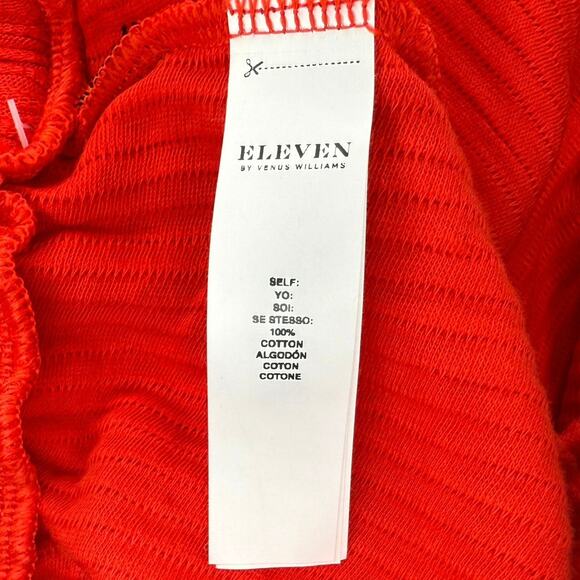 ELEVEN
BY VENUS WILLIAMS
SELF:
YO:
SOI:
SE STESSO:
100%
COTTON
ALGODÓN
COTON
COTONE